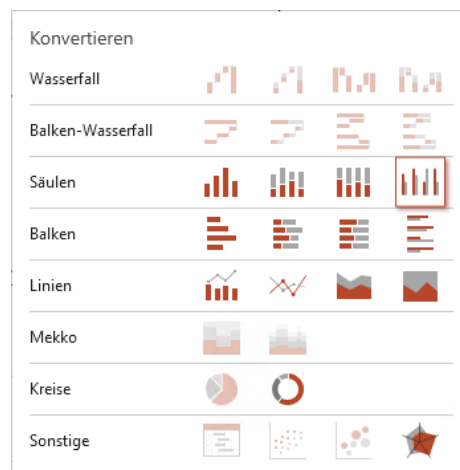 Konvertieren
Wasserfall
Balken-Wasserfall
Säulen
Balken
Linien
Mekko
Kreise
Sonstige